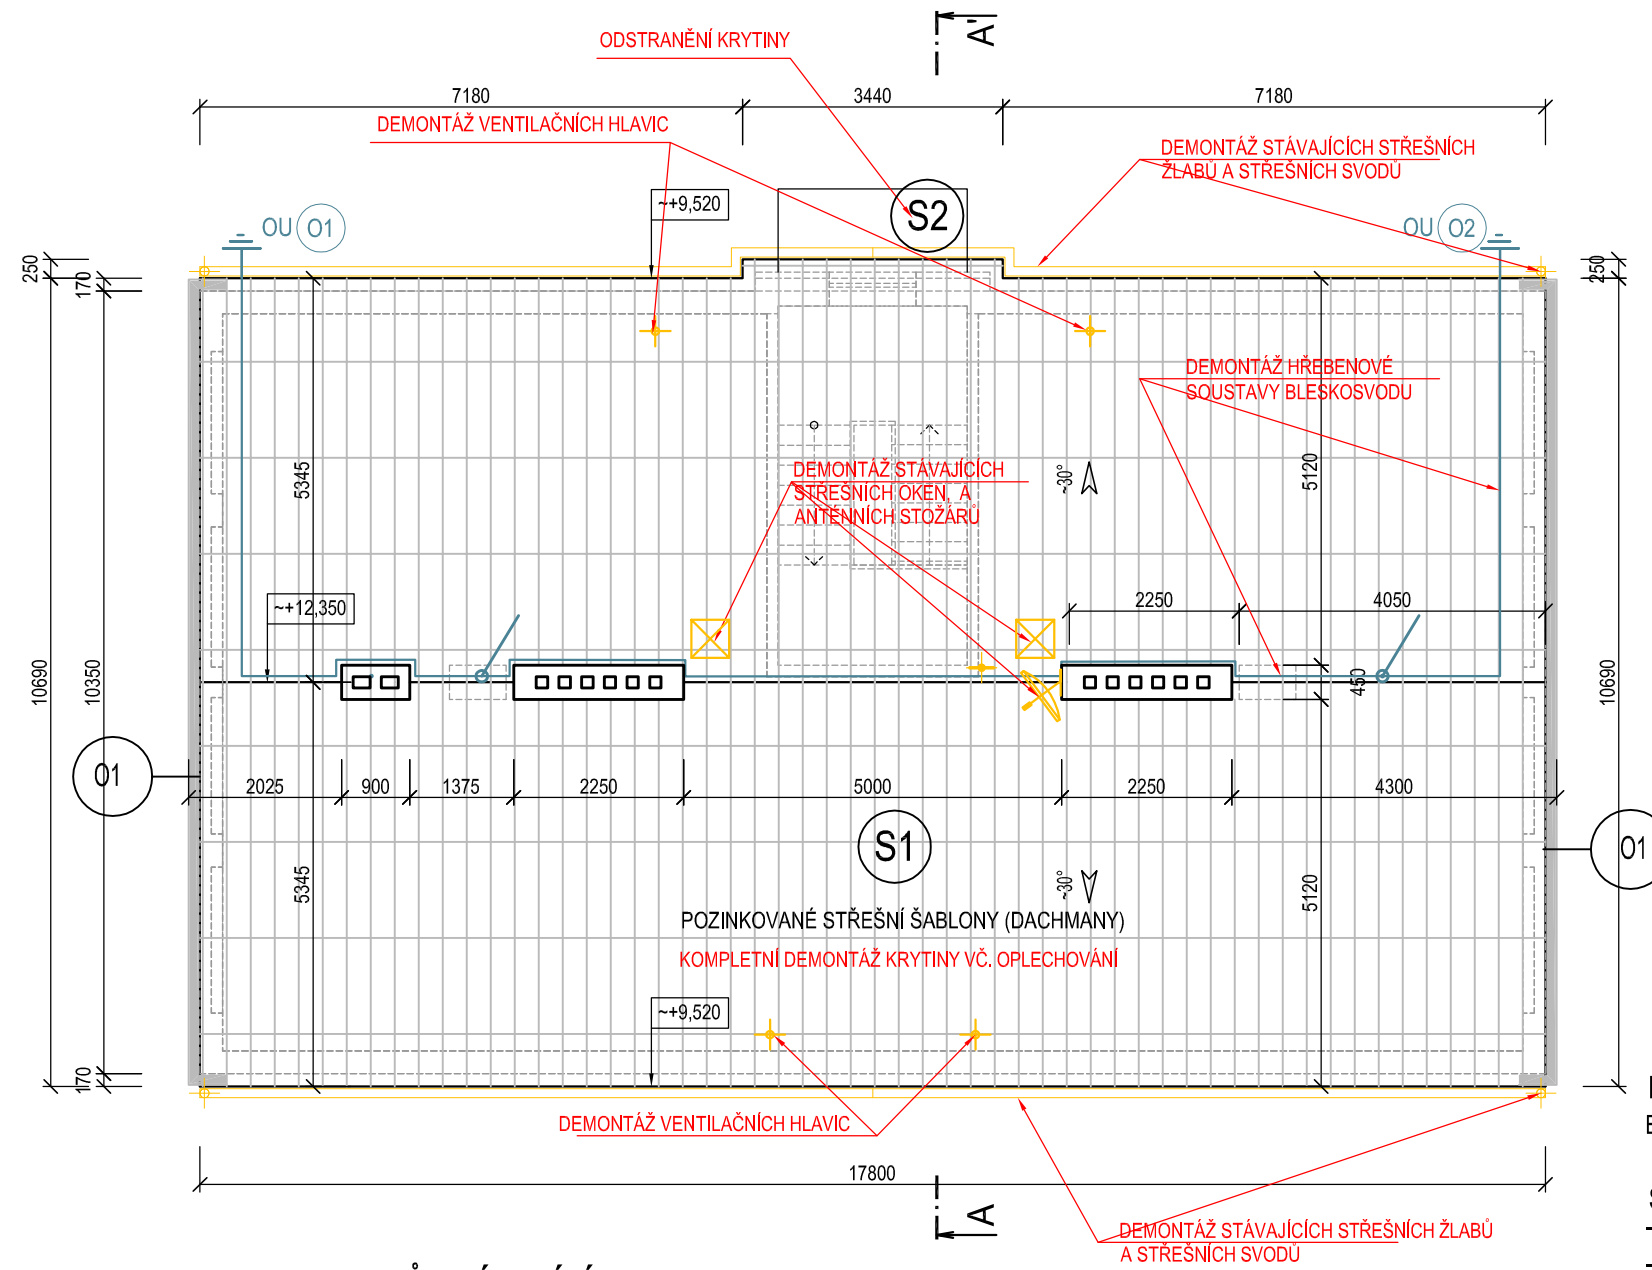 A'
ODSTRANĚNÍ KRYTINY
7180
3440
7180
DEMONTÁŽ VENTILAČNÍCH HLAVIC
DEMONTÁŽ STÁVAJÍCÍCH STŘEŠNÍCH
ŽLABŮ A STŘEŠNÍCH SVODŮ
~+9,520
S2
OU O1
OU O2
250
170
250
DEMONTÁŽ HŘEBENOVÉ
SOUSTAVY BLESKOSVODU
5345
DEMONTÁŽ STÁVAJÍCÍCH
STŘEŠNÍCH OKEN, A
ANTÉNNÍCH STOŽÁRŮ
~30°
5120
~+12,350
2250
4050
10690
10350
450
10690
O1
2025
900
1375
2250
5000
2250
4300
S1
O1
5345
~30°
5120
POZINKOVANÉ STŘEŠNÍ ŠABLONY (DACHMANY)
KOMPLETNÍ DEMONTÁŽ KRYTINY VČ. OPLECHOVÁNÍ
~+9,520
170
DEMONTÁŽ VENTILAČNÍCH HLAVIC
17800
A
DEMONTÁŽ STÁVAJÍCÍCH STŘEŠNÍCH ŽLABŮ
A STŘEŠNÍCH SVODŮ